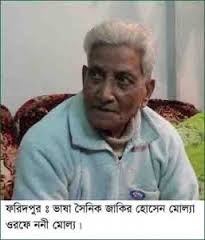 ফরিদপুর ঃ ভাষা সৈনিক জাকির হোসেন মোল্যা
ওরফে ননী মোল্য।